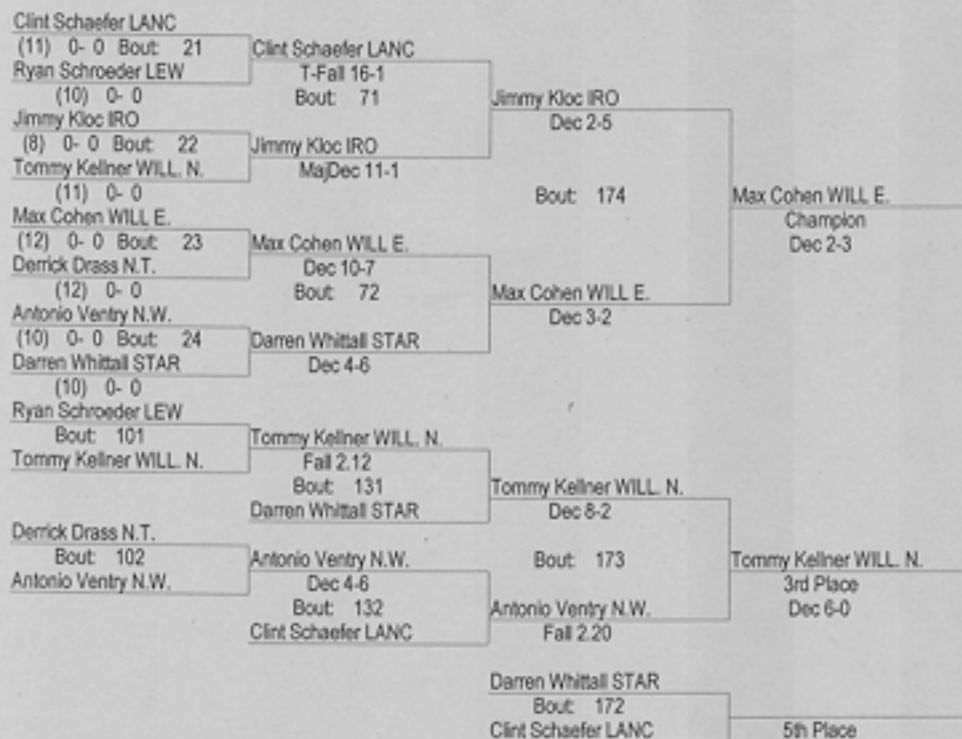 Clint Schaefer LANC
(11) 0- 0 Bout: 21
Ryan Schroeder LEW
(10) 0- 0
Jimmy Kloc IRO
(8) 0- 0 Bout: 22
Tommy Kellner WILL. N.
(11) 0- 0
Max Cohen WILL E.
(12) 0- 0 Bout: 23
Derrick Drass N.T.
(12) 0- 0
Antonio Ventry N.W.
(10) 0- 0 Bout: 24
Darren Whittall STAR
(10) 0- 0
Ryan Schroeder LEW
Bout: 101
Tommy Kellner WILL. N.
Derrick Drass N.T.
Bout: 102
Antonio Ventry N.W.
Clint Schaefer LANC
T-Fall 16-1
Bout: 71
Jimmy Kloc IRO
MajDec 11-1
Max Cohen WILL E.
Dec 10-7
Bout: 72
Darren Whittall STAR
Dec 4-6
Tommy Kellner WILL. N.
Fall 2.12
Bout: 131
Darren Whittall STAR
Antonio Ventry N.W.
Dec 4-6
Bout: 132
Clint Schaefer LANC
Jimmy Kloc IRO
Dec 2-5
Bout: 174
Max Cohen WILL E.
Dec 3-2
Tommy Kellner WILL. N.
Dec 8-2
Bout: 173
Antonio Ventry N.W.
Fall 2.20
Darren Whittall STAR
Bout: 172
Clint Schaefer LANC
Max Cohen WILL E.
Champion
Dec 2-3
Tommy Kellner WILL. N.
3rd Place
Dec 6-0
5th Place